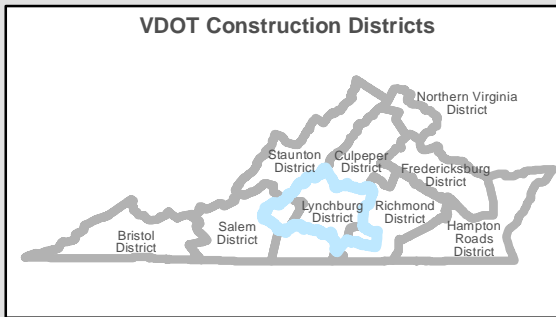 VDOT Construction Districts
Northern Virginia
District
Staunton
District
Culpeper
District
Fredericksburg
District
Lynchburg
District
Richmond
District
Bristol
District
Salem
District
Hampton
Roads
District